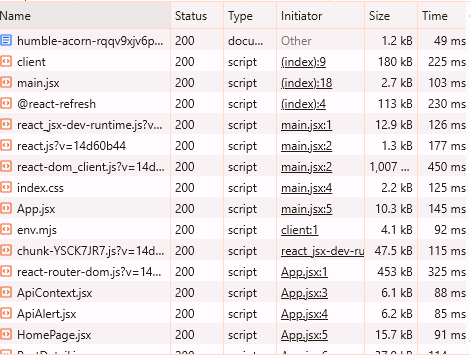 Name Status Type Initiator Size Time
humble-acorn-rqqv9xjv6p... 200 docu... Other 1.2 kB 49 ms
client 200 script (index):9 180 kB 225 ms
main.jsx 200 script (index):18 2.7 kB 103 ms
@react-refresh 200 script (index):4 113 kB 230 ms
react_jsx-dev-runtime.js?v... 200 script main.jsx:1 12.9 kB 126 ms
react.js?v=14d60b44 200 script main.jsx:2 1.3 kB 177 ms
react-dom_client.js?v=14d... 200 script main.jsx:2 1,007 ... 450 ms
index.css 200 script main.jsx:4 2.2 kB 125 ms
App.jsx 200 script main.jsx:5 10.3 kB 145 ms
env.mjs 200 script client:1 4.1 kB 92 ms
chunk-YSCK7JR7.js?v=14d... 200 script react_jsx-dev-ru 47.5 kB 115 ms
react-router-dom.js?v=14... 200 script App.jsx:1 453 kB 325 ms
ApiContext.jsx 200 script App.jsx:3 6.1 kB 88 ms
ApiAlert.jsx 200 script App.jsx:4 6.2 kB 85 ms
HomePage.jsx 200 script App.jsx:5 15.7 kB 91 ms